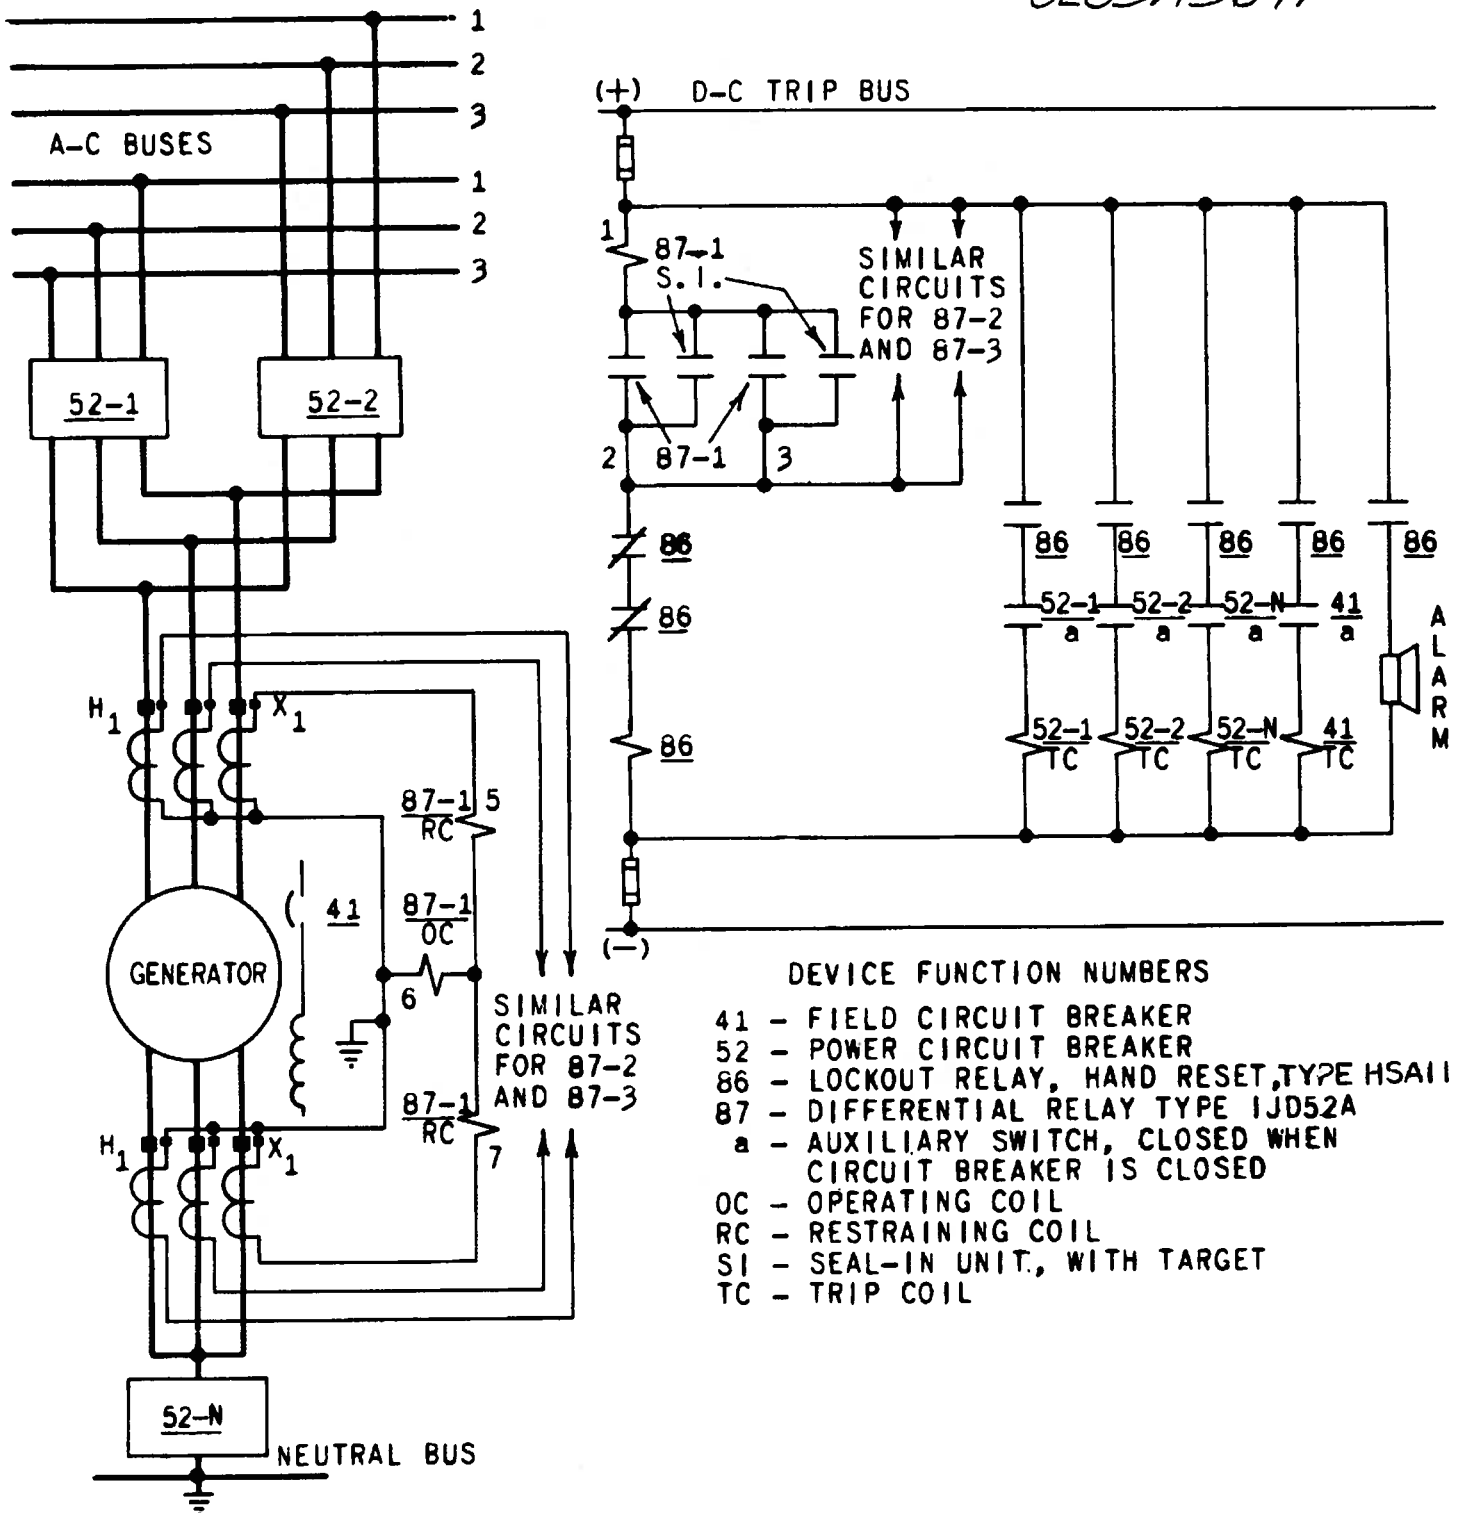 1
2
3
A-C BUSES
1
2
3
52-1
52-2
(+) D-C TRIP BUS
1
87-1
S.I.
SIMILAR
CIRCUITS
FOR 87-2
AND 87-3
2
87-1
3
86
86
86
86
86
86
86
86
52-1
a
52-2
a
52-N
a
41
a
ALARM
52-1
TC
52-2
TC
52-N
TC
41
TC
(—)
H1
X1
87-1
RC
5
41
87-1
OC
6
GENERATOR
SIMILAR
CIRCUITS
FOR 87-2
AND 87-3
87-1
RC
7
H1
X1
52-N
NEUTRAL BUS
DEVICE FUNCTION NUMBERS
41 - FIELD CIRCUIT BREAKER
52 - POWER CIRCUIT BREAKER
86 - LOCKOUT RELAY, HAND RESET, TYPE HSA11
87 - DIFFERENTIAL RELAY TYPE IJD52A
a - AUXILIARY SWITCH, CLOSED WHEN
CIRCUIT BREAKER IS CLOSED
OC - OPERATING COIL
RC - RESTRAINING COIL
SI - SEAL-IN UNIT., WITH TARGET
TC - TRIP COIL